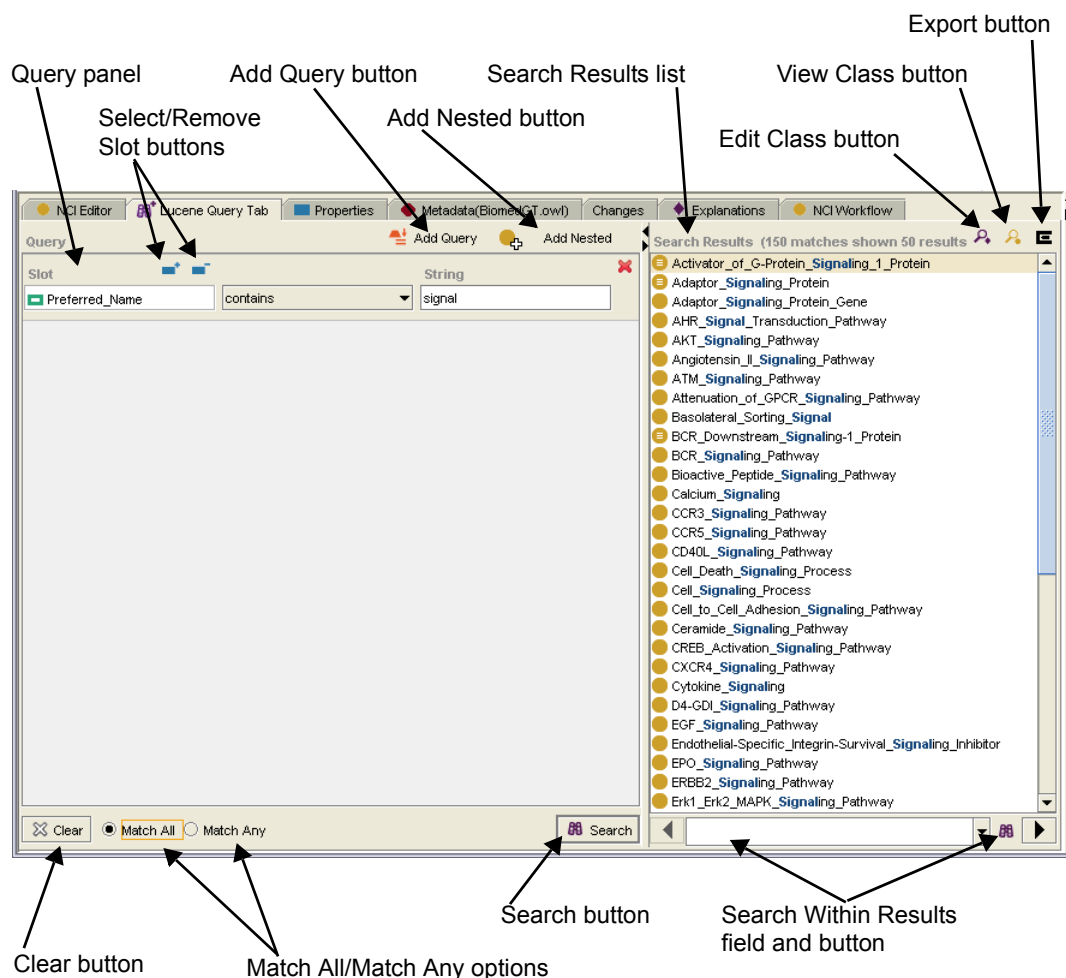 Export button
Query panel
Add Query button
Search Results list
View Class button
Select/Remove
Slot buttons
Add Nested button
Edit Class button
NCI Editor
Lucene Query Tab
Properties
Metadata(BiomedGT.owl)
Changes
Explanations
NCI Workflow
Query
Add Query
Add Nested
Search Results (150 matches shown 50 results
Slot
String
Preferred_Name
contains
signal
Activator_of_G-Protein_Signaling_1_Protein
Adaptor_Signaling_Protein
Adaptor_Signaling_Protein_Gene
AHR_Signal_Transduction_Pathway
AKT_Signaling_Pathway
Angiotensin_II_Signaling_Pathway
ATM_Signaling_Pathway
Attenuation_of_GPCR_Signaling_Pathway
Basolateral_Sorting_Signal
BCR_Downstream_Signaling-1_Protein
BCR_Signaling_Pathway
Bioactive_Peptide_Signaling_Pathway
Calcium_Signaling
CCR3_Signaling_Pathway
CCR5_Signaling_Pathway
CD40L_Signaling_Pathway
Cell_Death_Signaling_Process
Cell_Signaling_Process
Cell_to_Cell_Adhesion_Signaling_Pathway
Ceramide_Signaling_Pathway
CREB_Activation_Signaling_Pathway
CXCR4_Signaling_Pathway
Cytokine_Signaling
D4-GDI_Signaling_Pathway
EGF_Signaling_Pathway
Endothelial-Specific_Integrin-Survival_Signaling_Inhibitor
EPO_Signaling_Pathway
ERBB2_Signaling_Pathway
Erk1_Erk2_MAPK_Signaling_Pathway
Clear
Match All
Match Any
Search
Search button
Search Within Results
field and button
Clear button
Match All/Match Any options